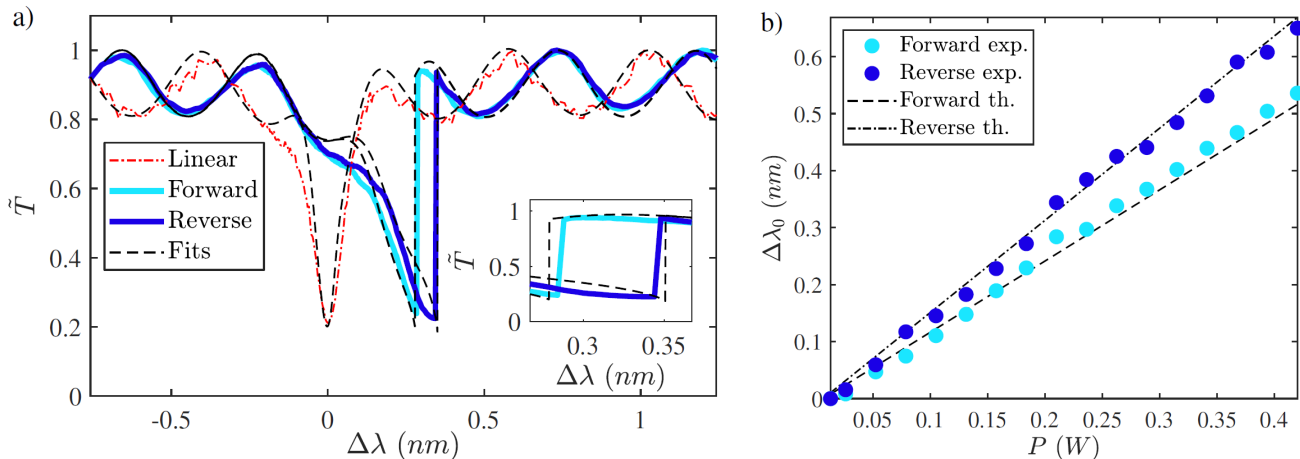 a)
1
0.8
0.6
0.4
0.2
0
T̃
Linear
Forward
Reverse
Fits
-0.5
0
0.5
1
Δλ (nm)
1
0.5
0
T̃
0.3
0.35
Δλ (nm)
b)
0.6
0.5
0.4
0.3
0.2
0.1
0
Δλ₀ (nm)
Forward exp.
Reverse exp.
Forward th.
Reverse th.
0.05
0.1
0.15
0.2
0.25
0.3
0.35
0.4
P (W)